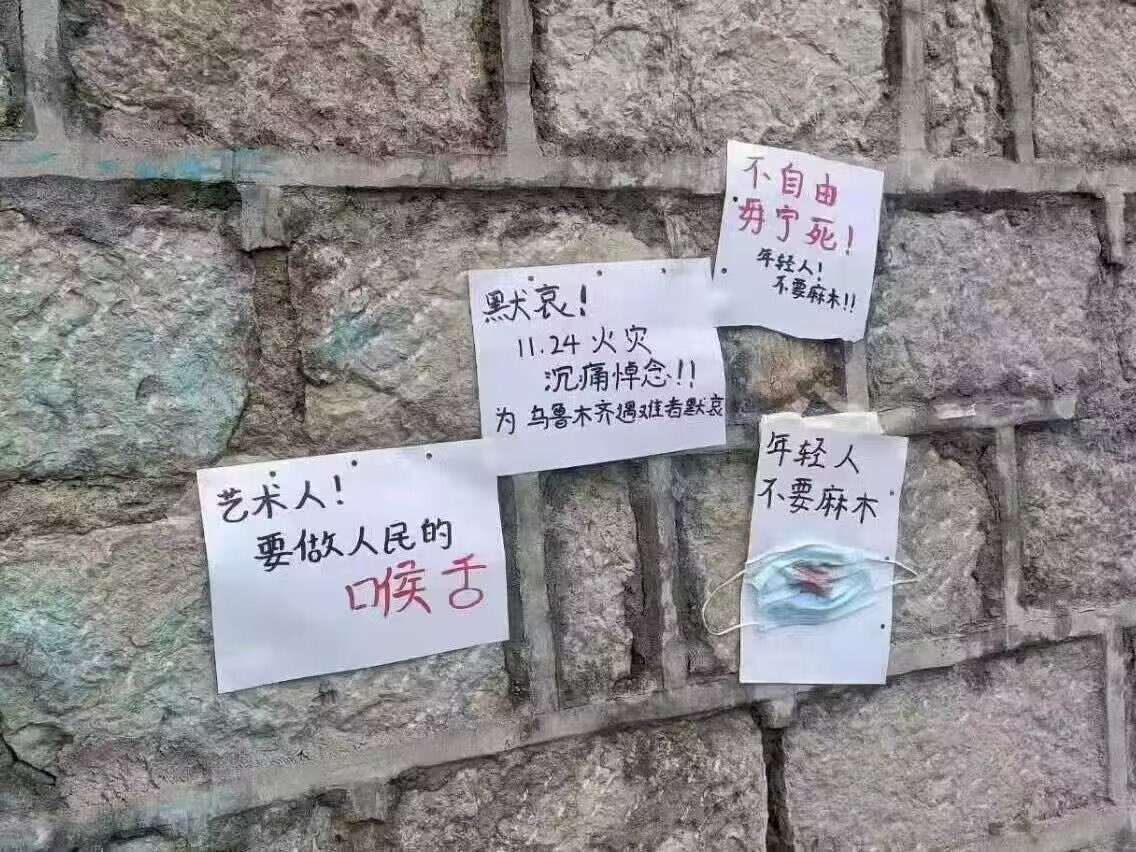 不自由
毋宁死!
年轻人!
不要麻木!!
默哀!
11.24 火灾
沉痛悼念!!
为 乌鲁木齐遇难者默哀
艺术人!
要做人民的
喉舌
年轻人
不要麻木